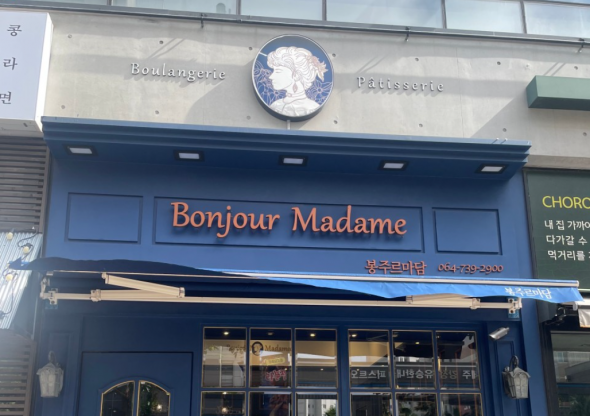 콩
라
면
Boulangerie
Pâtisserie
Bonjour Madame
봉주르마담 064-739-2900
봉주르마담
CHORO
내 집 가까이
다가갈 수
먹거리를
Madame